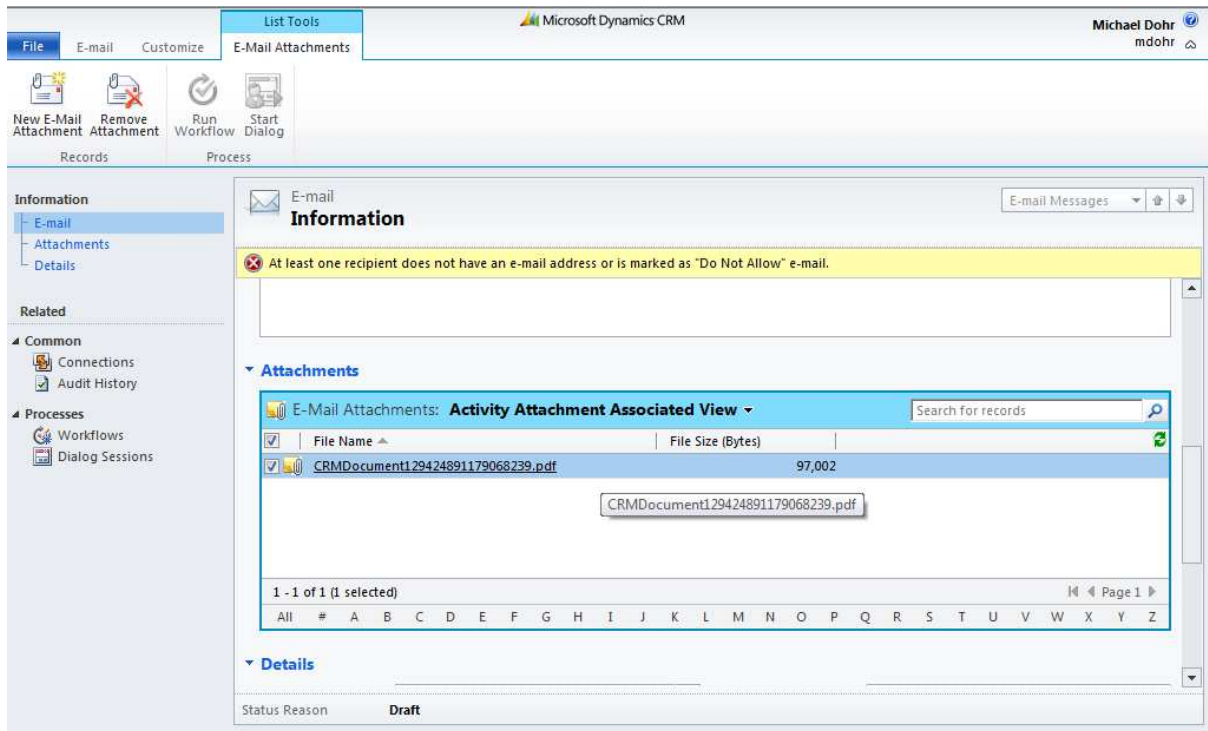 List Tools
Microsoft Dynamics CRM
Michael Dohr
mdohr
File E-mail Customize E-Mail Attachments
New E-Mail Attachment
Remove Attachment
Run Workflow
Start Dialog
Records Process
Information
E-mail
Attachments
Details
Related
Common
Connections
Audit History
Processes
Workflows
Dialog Sessions
E-mail
Information
E-mail Messages
At least one recipient does not have an e-mail address or is marked as "Do Not Allow" e-mail.
Attachments
E-Mail Attachments: Activity Attachment Associated View
Search for records
File Name File Size (Bytes)
CRMDocument129424891179068239.pdf 97,002
CRMDocument129424891179068239.pdf
1 - 1 of 1 (1 selected) Page 1
All # A B C D E F G H I J K L M N O P Q R S T U V W X Y Z
Details
Status Reason Draft